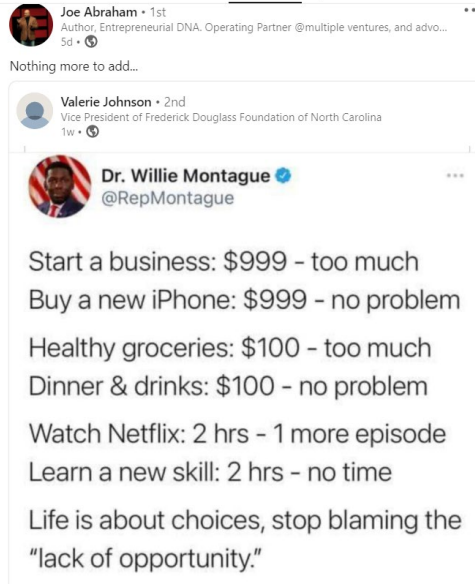 Joe Abraham • 1st
Author, Entrepreneurial DNA. Operating Partner @multiple ventures, and advo...
5d •
Nothing more to add...
Valerie Johnson • 2nd
Vice President of Frederick Douglass Foundation of North Carolina
1w •
Dr. Willie Montague
@RepMontague
Start a business: $999 - too much
Buy a new iPhone: $999 - no problem
Healthy groceries: $100 - too much
Dinner & drinks: $100 - no problem
Watch Netflix: 2 hrs - 1 more episode
Learn a new skill: 2 hrs - no time
Life is about choices, stop blaming the
“lack of opportunity.”